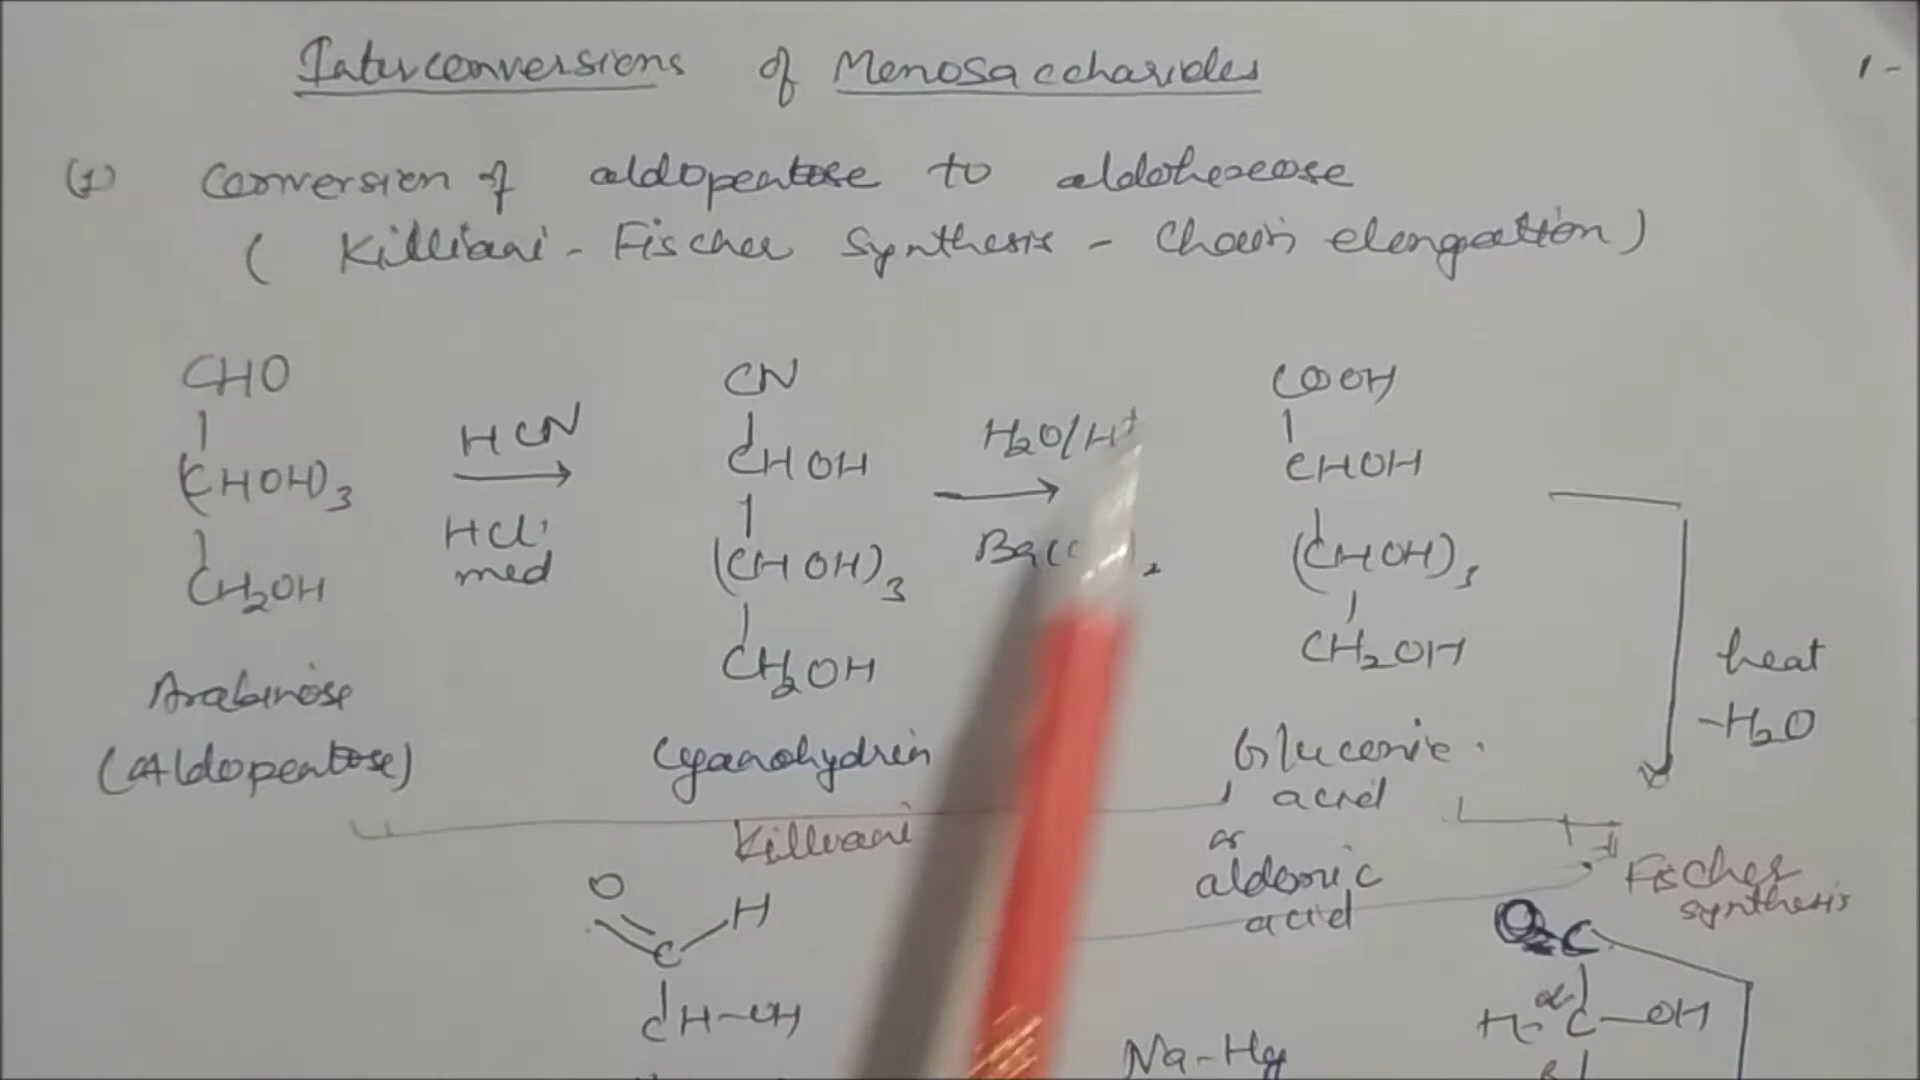 Interconversions of Monosaccharides
1-
(1) Conversion of aldopentose to aldohexose
( Killiani - Fischer Synthesis - Chain elongation )
CHO
(CHOH)3
CH2OH
Arabinose
(Aldopentose)
HCN
HCl
med
CN
CHOH
(CHOH)3
CH2OH
Cyanohydrin
H2O/H+
COOH
CHOH
(CHOH)3
CH2OH
Gluconic
acid
or
aldonic
acid
heat
-H2O
Killiani
Fischer
synthesis
O
H
C
CH-OH
Na-Hg
O=C
H-C-OH
α